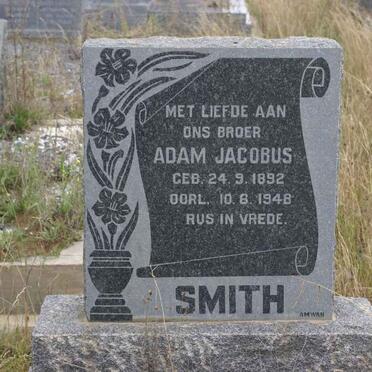 MET LIEFDE AAN
ONS BROER
ADAM JACOBUS
GEB. 24.9.1892
OORL. 10.6.1948
RUS IN VREDE.
SMITH